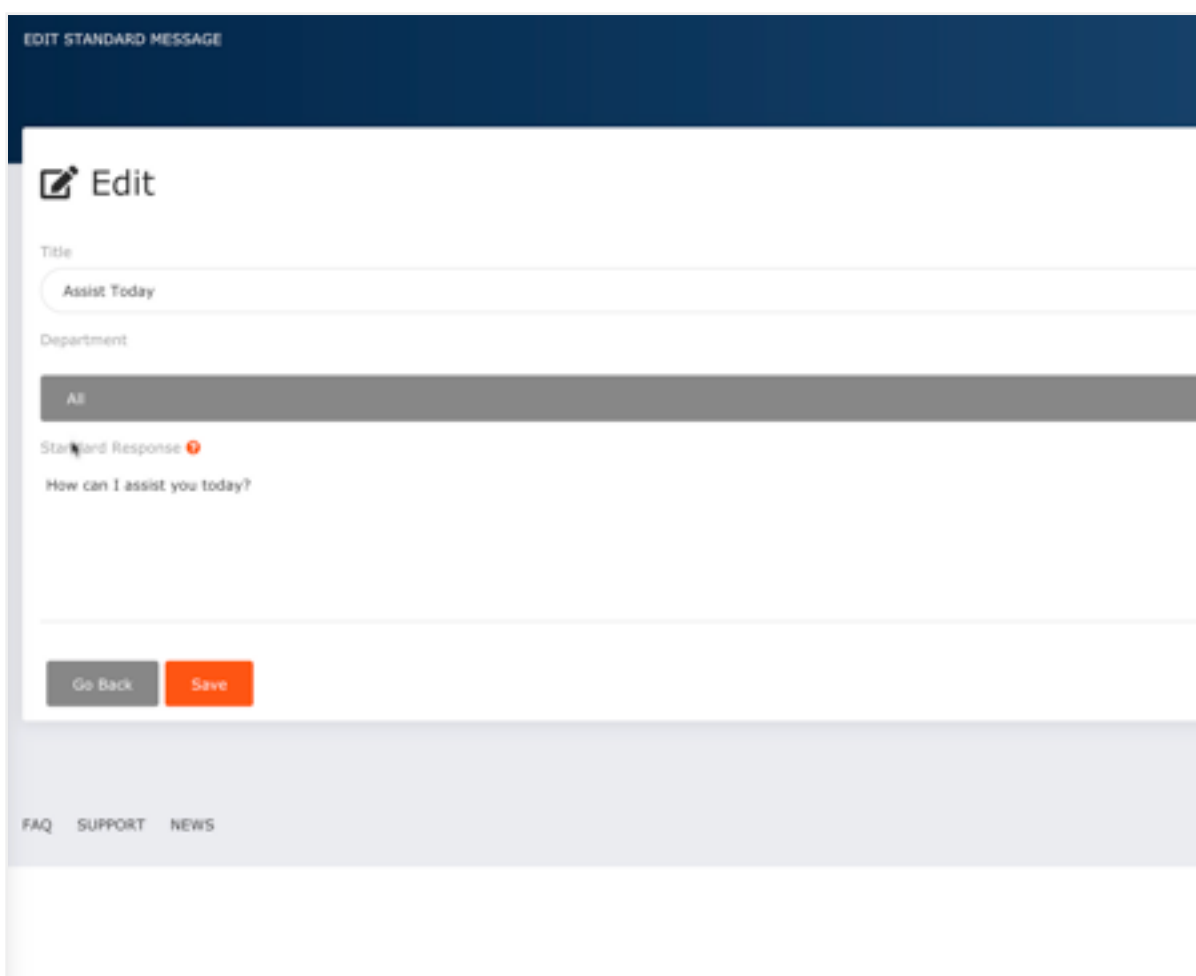 EDIT STANDARD MESSAGE
Edit
Title
Assist Today
Department
All
Standard Response
How can I assist you today?
Go Back Save
FAQ SUPPORT NEWS